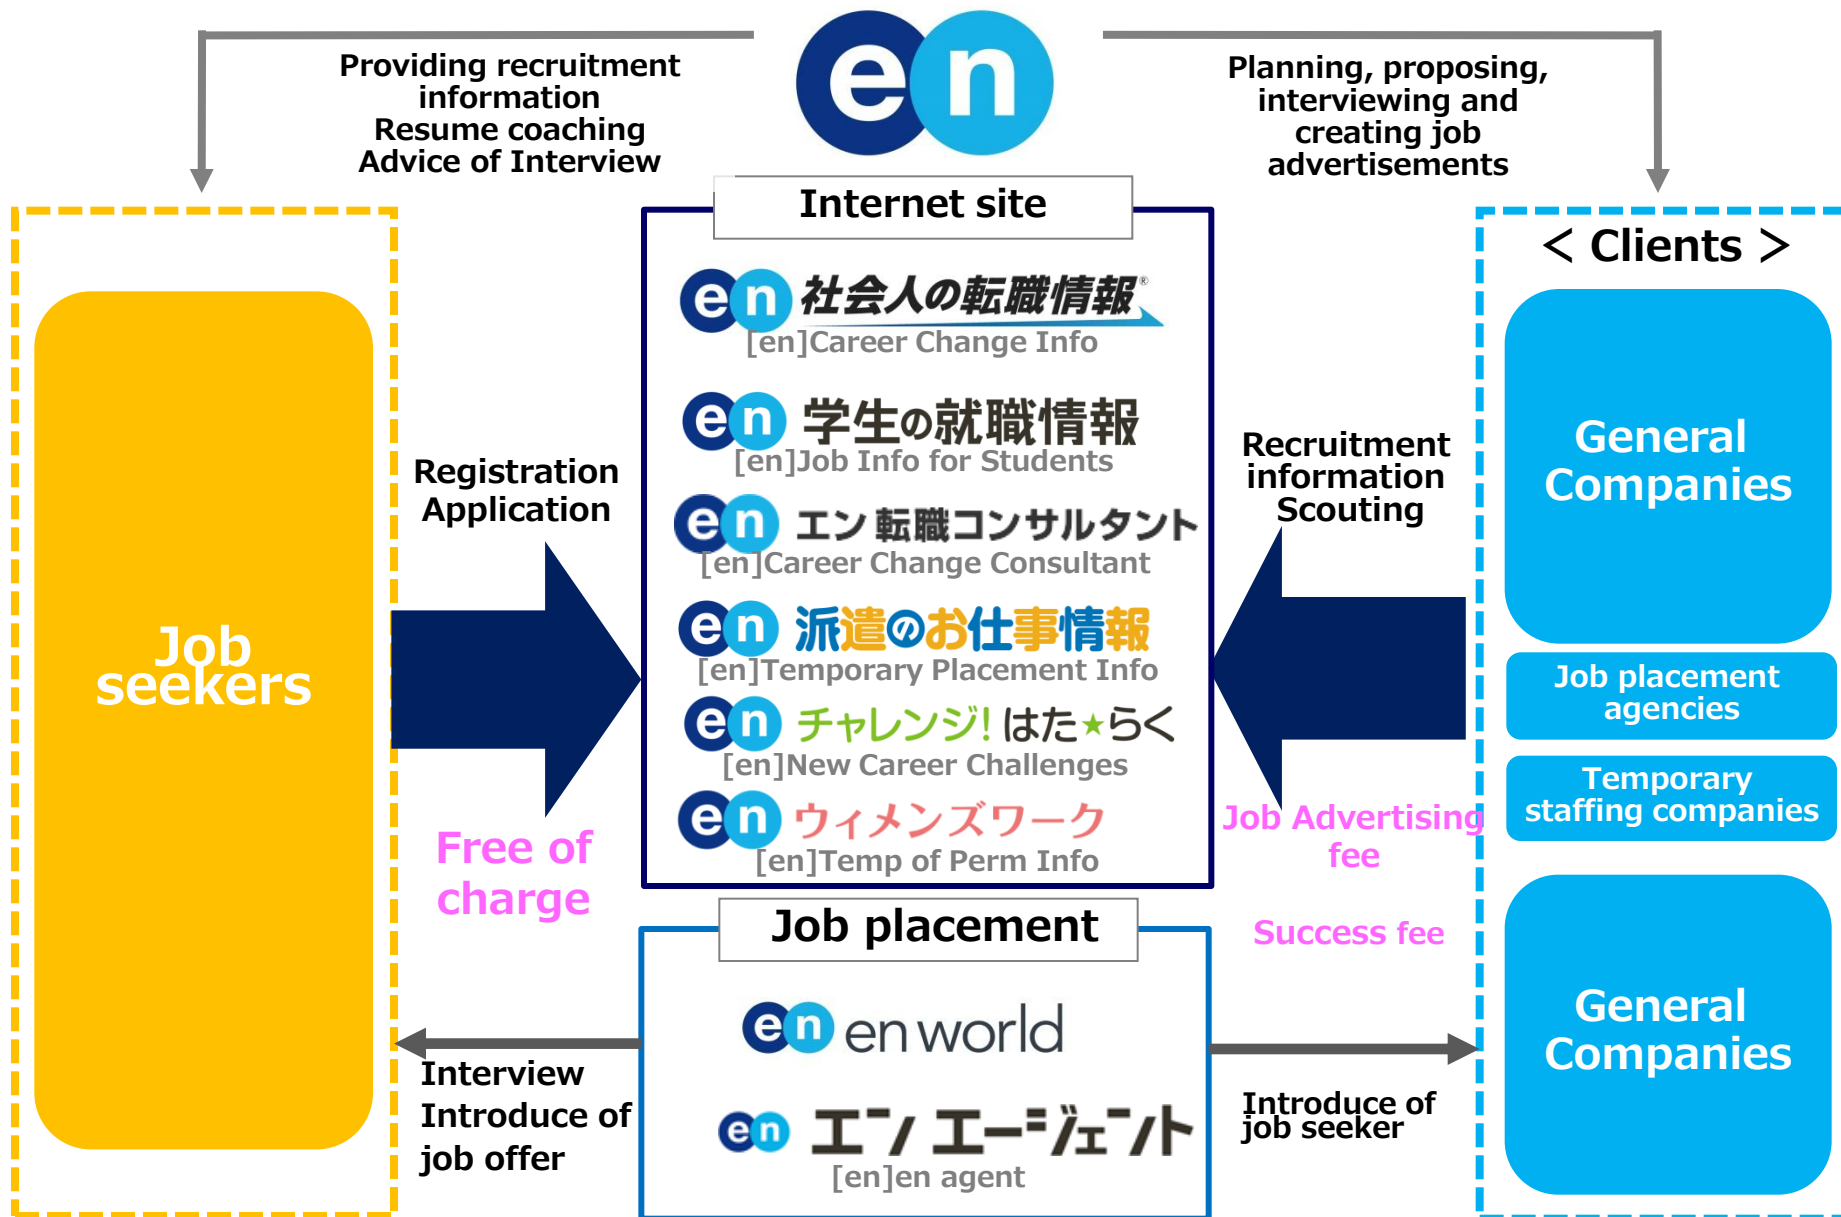 en
Providing recruitment
information
Resume coaching
Advice of Interview
Planning, proposing,
interviewing and
creating job
advertisements
Internet site
en 社会人の転職情報®
[en]Career Change Info
en 学生の就職情報
[en]Job Info for Students
en エン 転職コンサルタント
[en]Career Change Consultant
en 派遣のお仕事情報
[en]Temporary Placement Info
en チャレンジ! はた★らく
[en]New Career Challenges
en ウィメンズワーク
[en]Temp of Perm Info
Job
seekers
Registration
Application
Free of
charge
Recruitment
information
Scouting
Job Advertising
fee
Success fee
< Clients >
General
Companies
Job placement
agencies
Temporary
staffing companies
General
Companies
Job placement
en en world
en エン エージェント
[en]en agent
Interview
Introduce of
job offer
Introduce of
job seeker